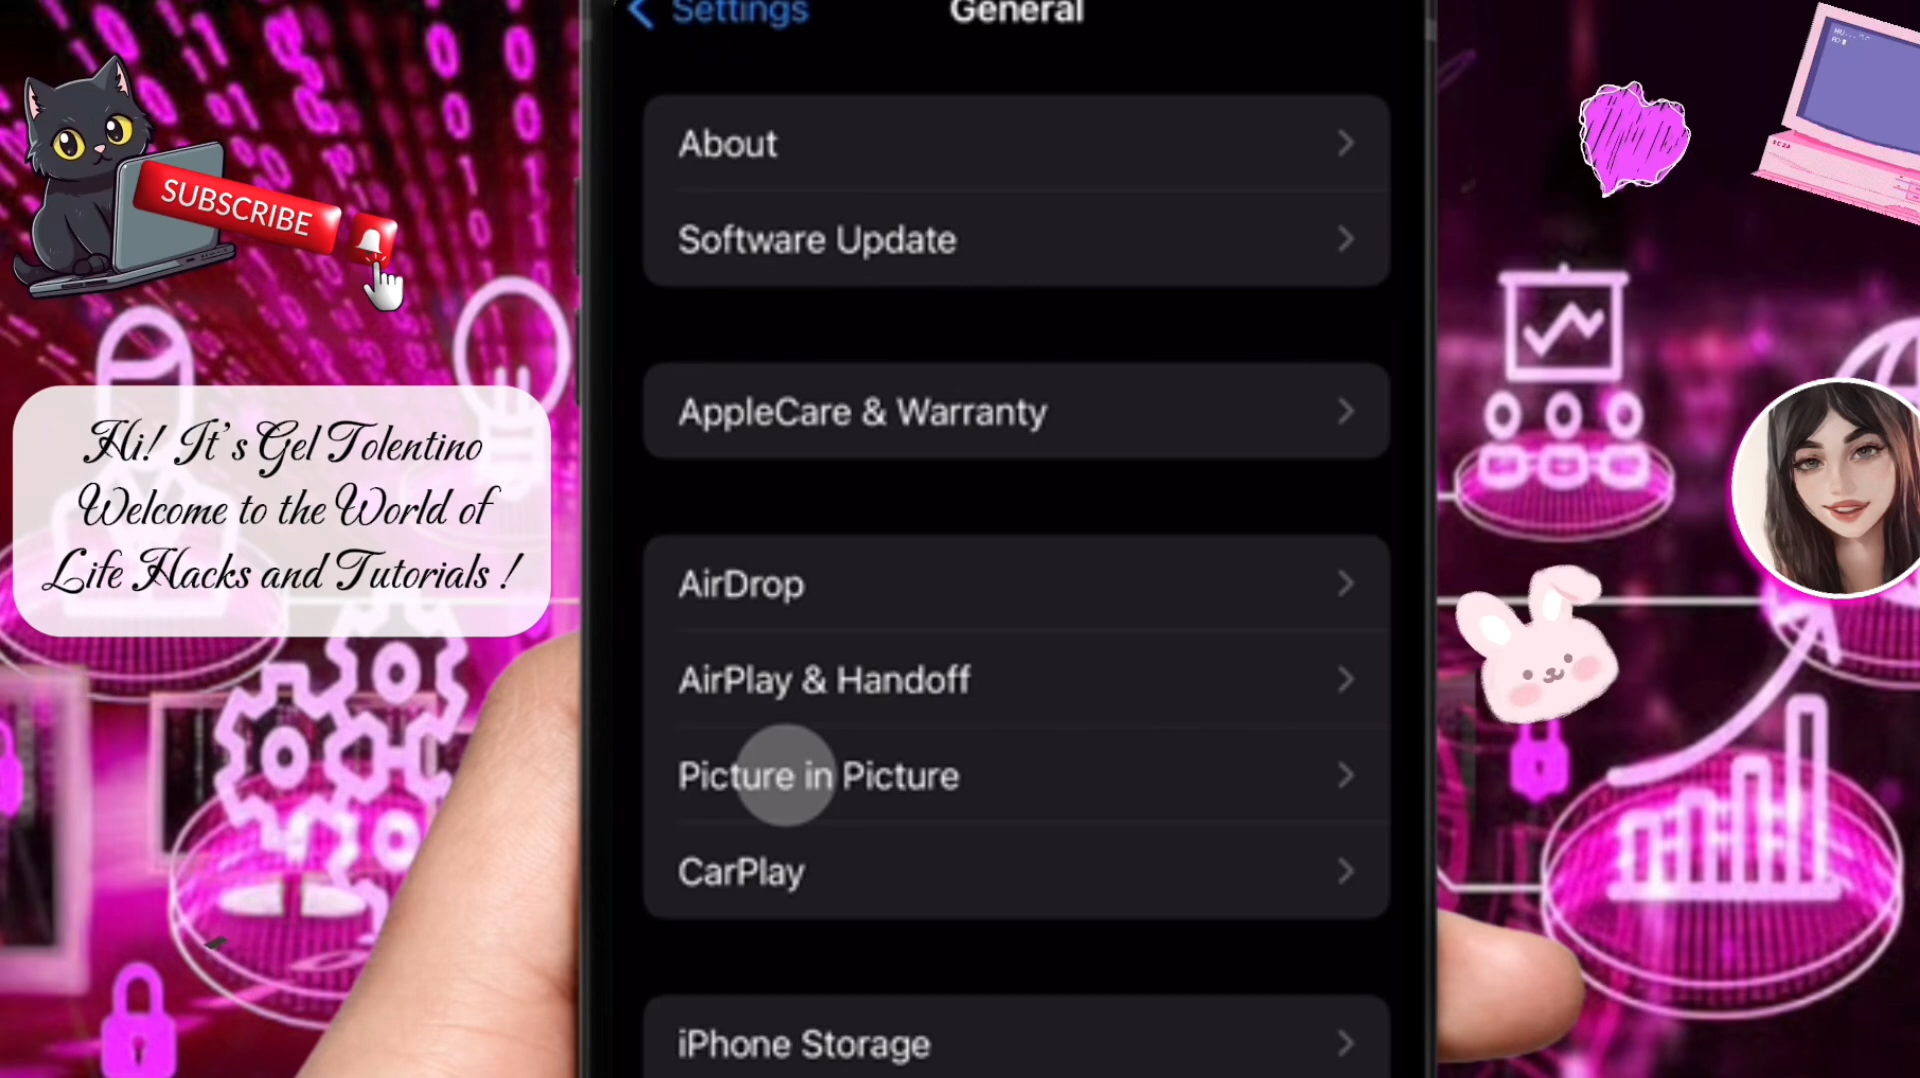 Settings
General
About
Software Update
AppleCare & Warranty
AirDrop
AirPlay & Handoff
Picture in Picture
CarPlay
iPhone Storage
SUBSCRIBE
Hi! It's Gel Tolentino
Welcome to the World of
Life Hacks and Tutorials !